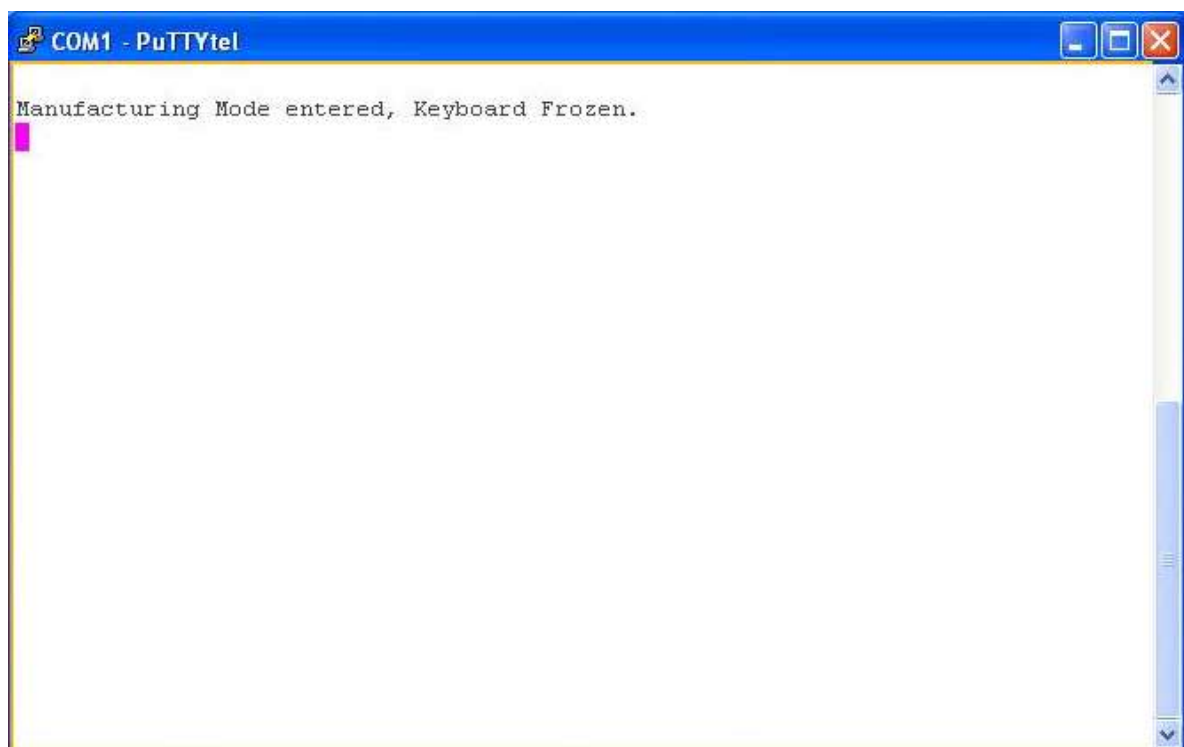 COM1 - PuTTYtel
Manufacturing Mode entered, Keyboard Frozen.